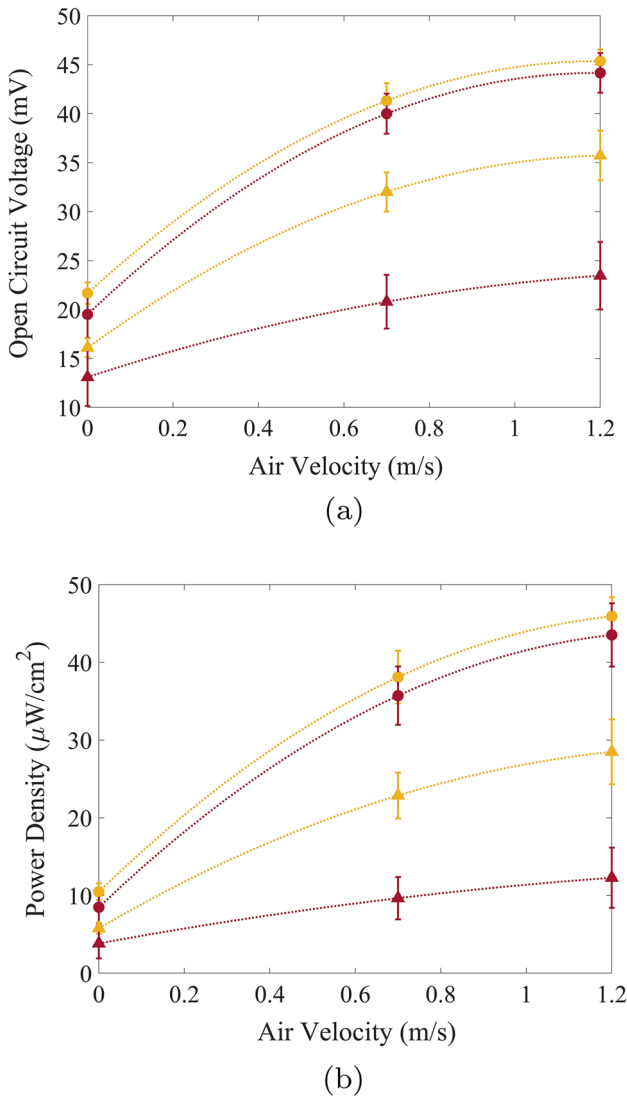 50
45
40
35
30
25
20
15
10
Open Circuit Voltage (mV)
0 0.2 0.4 0.6 0.8 1 1.2
Air Velocity (m/s)
(a)
50
40
30
20
10
0
Power Density (μW/cm²)
0 0.2 0.4 0.6 0.8 1 1.2
Air Velocity (m/s)
(b)